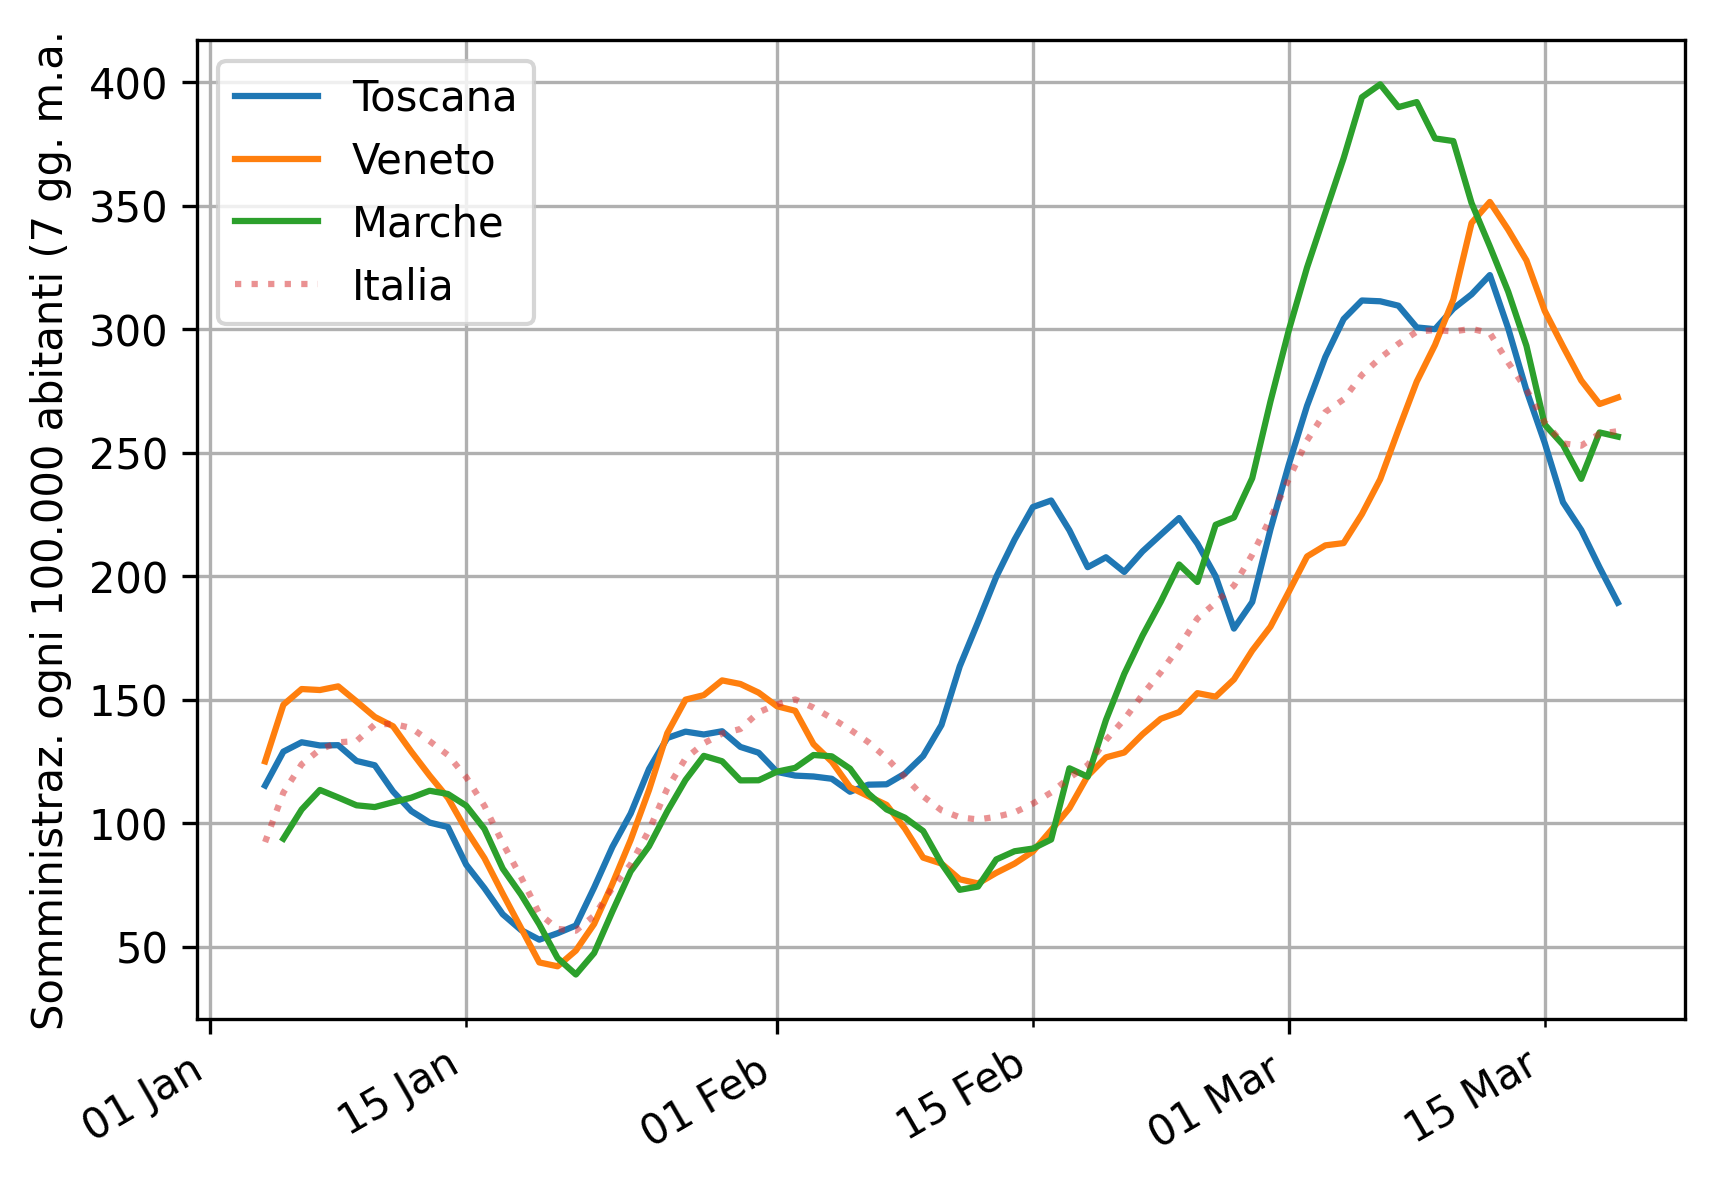 Somministraz. ogni 100.000 abitanti (7 gg. m.a.
400
350
300
250
200
150
100
50
Toscana
Veneto
Marche
Italia
01 Jan
15 Jan
01 Feb
15 Feb
01 Mar
15 Mar